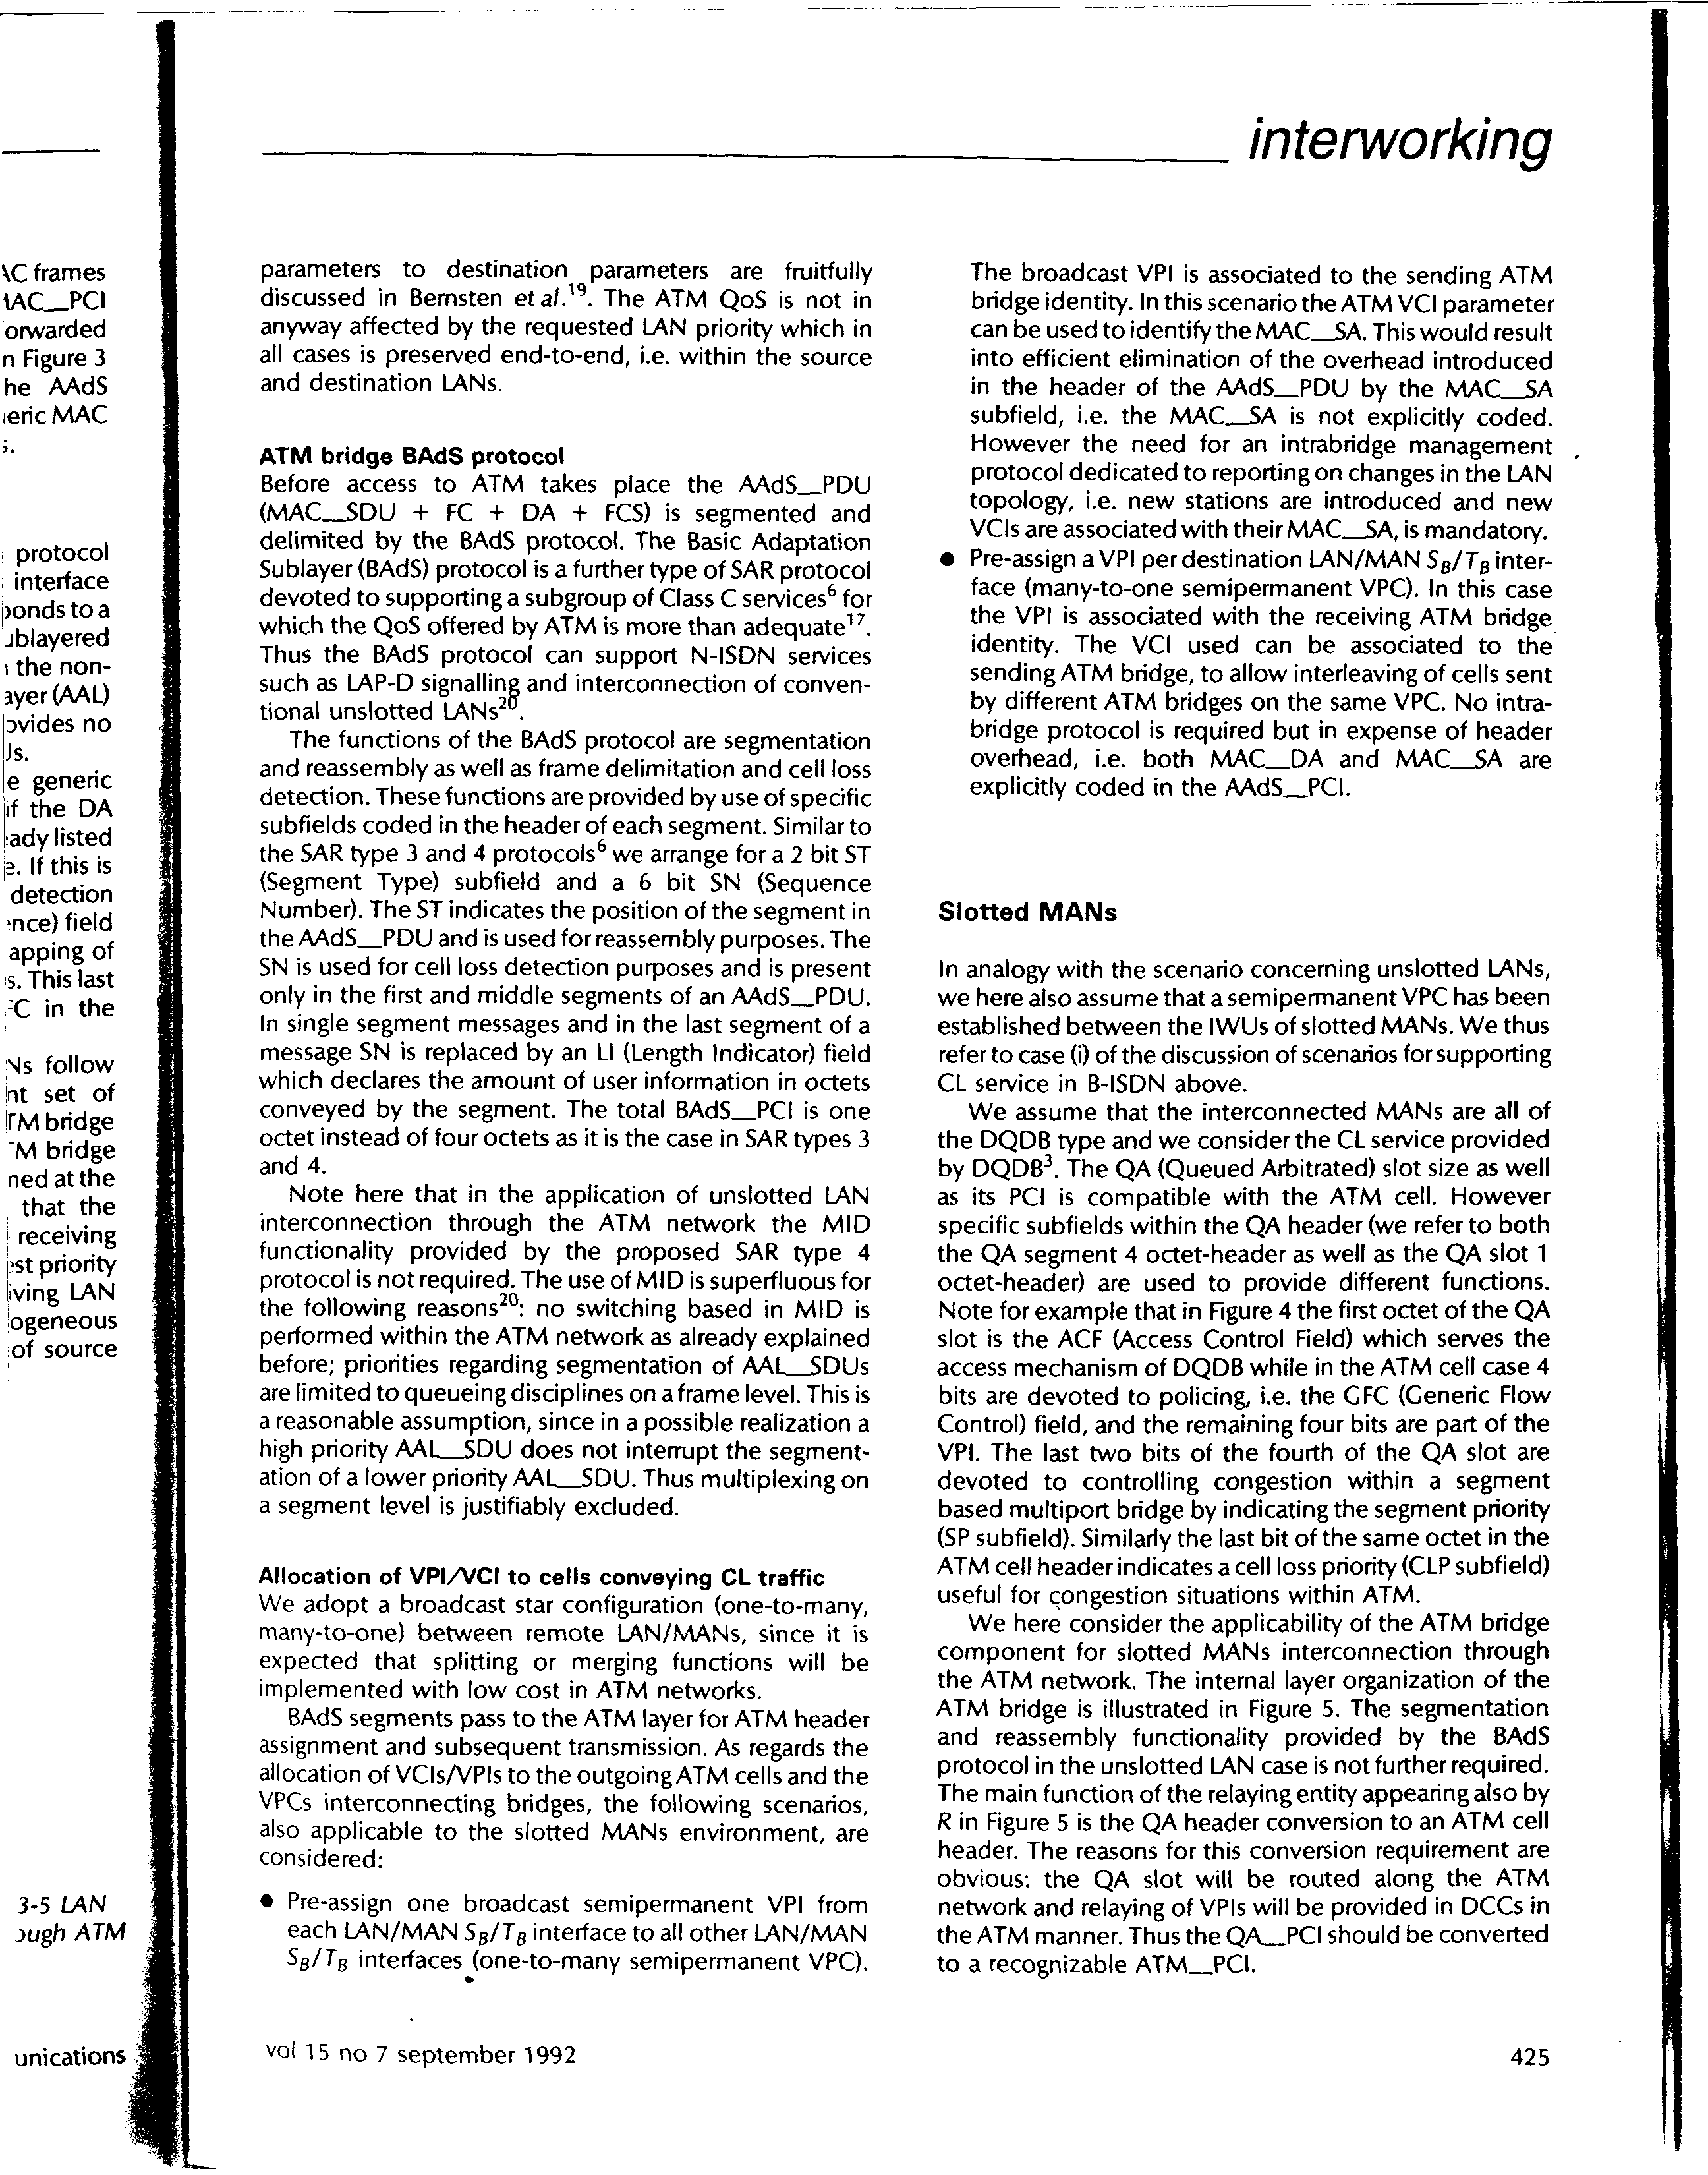 interworking
\C frames
AC__PCI
orwarded
n Figure 3
he AAdS
eric MAC
s.
protocol
interface
onds to a
ublayered
the non-
ayer (AAL)
ovides no
Js.
e generic
if the DA
ady listed
e. If this is
detection
nce) field
apping of
s. This last
C in the
Ns follow
nt set of
TM bridge
M bridge
ned at the
that the
receiving
st priority
iving LAN
ogeneous
of source
3-5 LAN
ough ATM
unications
parameters to destination parameters are fruitfully
discussed in Bernsten et al.¹⁹. The ATM QoS is not in
anyway affected by the requested LAN priority which in
all cases is preserved end-to-end, i.e. within the source
and destination LANs.
ATM bridge BAdS protocol
Before access to ATM takes place the AAdS__PDU
(MAC__SDU + FC + DA + FCS) is segmented and
delimited by the BAdS protocol. The Basic Adaptation
Sublayer (BAdS) protocol is a further type of SAR protocol
devoted to supporting a subgroup of Class C services⁶ for
which the QoS offered by ATM is more than adequate¹⁷.
Thus the BAdS protocol can support N-ISDN services
such as LAP-D signalling and interconnection of conven-
tional unslotted LANs²⁰.
The functions of the BAdS protocol are segmentation
and reassembly as well as frame delimitation and cell loss
detection. These functions are provided by use of specific
subfields coded in the header of each segment. Similar to
the SAR type 3 and 4 protocols⁶ we arrange for a 2 bit ST
(Segment Type) subfield and a 6 bit SN (Sequence
Number). The ST indicates the position of the segment in
the AAdS__PDU and is used for reassembly purposes. The
SN is used for cell loss detection purposes and is present
only in the first and middle segments of an AAdS__PDU.
In single segment messages and in the last segment of a
message SN is replaced by an LI (Length Indicator) field
which declares the amount of user information in octets
conveyed by the segment. The total BAdS__PCI is one
octet instead of four octets as it is the case in SAR types 3
and 4.
Note here that in the application of unslotted LAN
interconnection through the ATM network the MID
functionality provided by the proposed SAR type 4
protocol is not required. The use of MID is superfluous for
the following reasons²⁰: no switching based in MID is
performed within the ATM network as already explained
before; priorities regarding segmentation of AAL__SDUs
are limited to queueing disciplines on a frame level. This is
a reasonable assumption, since in a possible realization a
high priority AAL__SDU does not interrupt the segment-
ation of a lower priority AAL__SDU. Thus multiplexing on
a segment level is justifiably excluded.
Allocation of VPI/VCI to cells conveying CL traffic
We adopt a broadcast star configuration (one-to-many,
many-to-one) between remote LAN/MANs, since it is
expected that splitting or merging functions will be
implemented with low cost in ATM networks.
BAdS segments pass to the ATM layer for ATM header
assignment and subsequent transmission. As regards the
allocation of VCIs/VPIs to the outgoing ATM cells and the
VPCs interconnecting bridges, the following scenarios,
also applicable to the slotted MANs environment, are
considered:
● Pre-assign one broadcast semipermanent VPI from
each LAN/MAN S_B/T_B interface to all other LAN/MAN
S_B/T_B interfaces (one-to-many semipermanent VPC).
The broadcast VPI is associated to the sending ATM
bridge identity. In this scenario the ATM VCI parameter
can be used to identify the MAC__SA. This would result
into efficient elimination of the overhead introduced
in the header of the AAdS__PDU by the MAC__SA
subfield, i.e. the MAC__SA is not explicitly coded.
However the need for an intrabridge management
protocol dedicated to reporting on changes in the LAN
topology, i.e. new stations are introduced and new
VCIs are associated with their MAC__SA, is mandatory.
● Pre-assign a VPI per destination LAN/MAN S_B/T_B inter-
face (many-to-one semipermanent VPC). In this case
the VPI is associated with the receiving ATM bridge
identity. The VCI used can be associated to the
sending ATM bridge, to allow interleaving of cells sent
by different ATM bridges on the same VPC. No intra-
bridge protocol is required but in expense of header
overhead, i.e. both MAC__DA and MAC__SA are
explicitly coded in the AAdS__PCI.
Slotted MANs
In analogy with the scenario concerning unslotted LANs,
we here also assume that a semipermanent VPC has been
established between the IWUs of slotted MANs. We thus
refer to case (i) of the discussion of scenarios for supporting
CL service in B-ISDN above.
We assume that the interconnected MANs are all of
the DQDB type and we consider the CL service provided
by DQDB³. The QA (Queued Arbitrated) slot size as well
as its PCI is compatible with the ATM cell. However
specific subfields within the QA header (we refer to both
the QA segment 4 octet-header as well as the QA slot 1
octet-header) are used to provide different functions.
Note for example that in Figure 4 the first octet of the QA
slot is the ACF (Access Control Field) which serves the
access mechanism of DQDB while in the ATM cell case 4
bits are devoted to policing, i.e. the GFC (Generic Flow
Control) field, and the remaining four bits are part of the
VPI. The last two bits of the fourth of the QA slot are
devoted to controlling congestion within a segment
based multiport bridge by indicating the segment priority
(SP subfield). Similarly the last bit of the same octet in the
ATM cell header indicates a cell loss priority (CLP subfield)
useful for congestion situations within ATM.
We here consider the applicability of the ATM bridge
component for slotted MANs interconnection through
the ATM network. The internal layer organization of the
ATM bridge is illustrated in Figure 5. The segmentation
and reassembly functionality provided by the BAdS
protocol in the unslotted LAN case is not further required.
The main function of the relaying entity appearing also by
R in Figure 5 is the QA header conversion to an ATM cell
header. The reasons for this conversion requirement are
obvious: the QA slot will be routed along the ATM
network and relaying of VPIs will be provided in DCCs in
the ATM manner. Thus the QA__PCI should be converted
to a recognizable ATM__PCI.
vol 15 no 7 september 1992
425